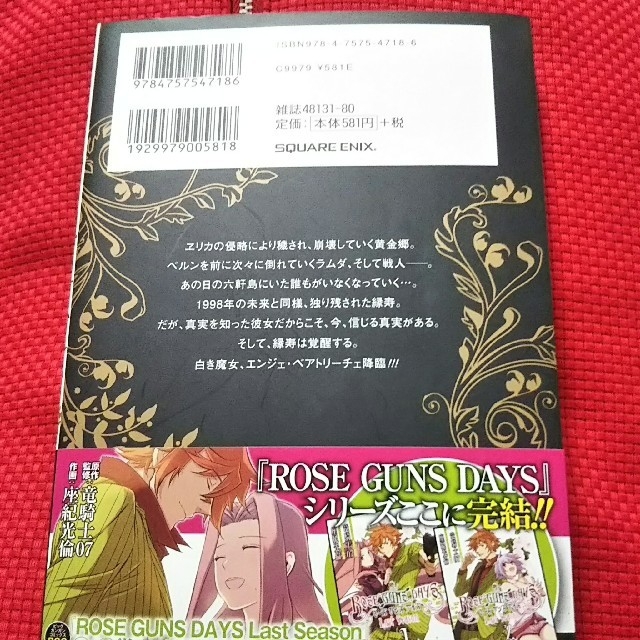 ISBN978-4-7575-4718-6
C9979 ¥581E
9784757547186
雑誌48131-80
定価：本体581円＋税
1929979005818
SQUARE ENIX.
ヱリカの侵略により穢され、崩壊していく黄金郷。
ベルンを前に次々に倒れていくラムダ、そして戦人――。
あの日の六軒島にいた誰もがいなくなっていく…。
1998年の未来と同様、独り残された縁寿。
だが、真実を知った彼女だからこそ、今、信じる真実がある。
そして、縁寿は覚醒する。
白き魔女、エンジェ・ベアトリーチェ降臨!!!
『ROSE GUNS DAYS』
シリーズここに完結!!
原作・監修 竜騎士07
作画 座紀光倫
ROSE GUNS DAYS
ROSE GUNS DAYS
ROSE GUNS DAYS Last Season